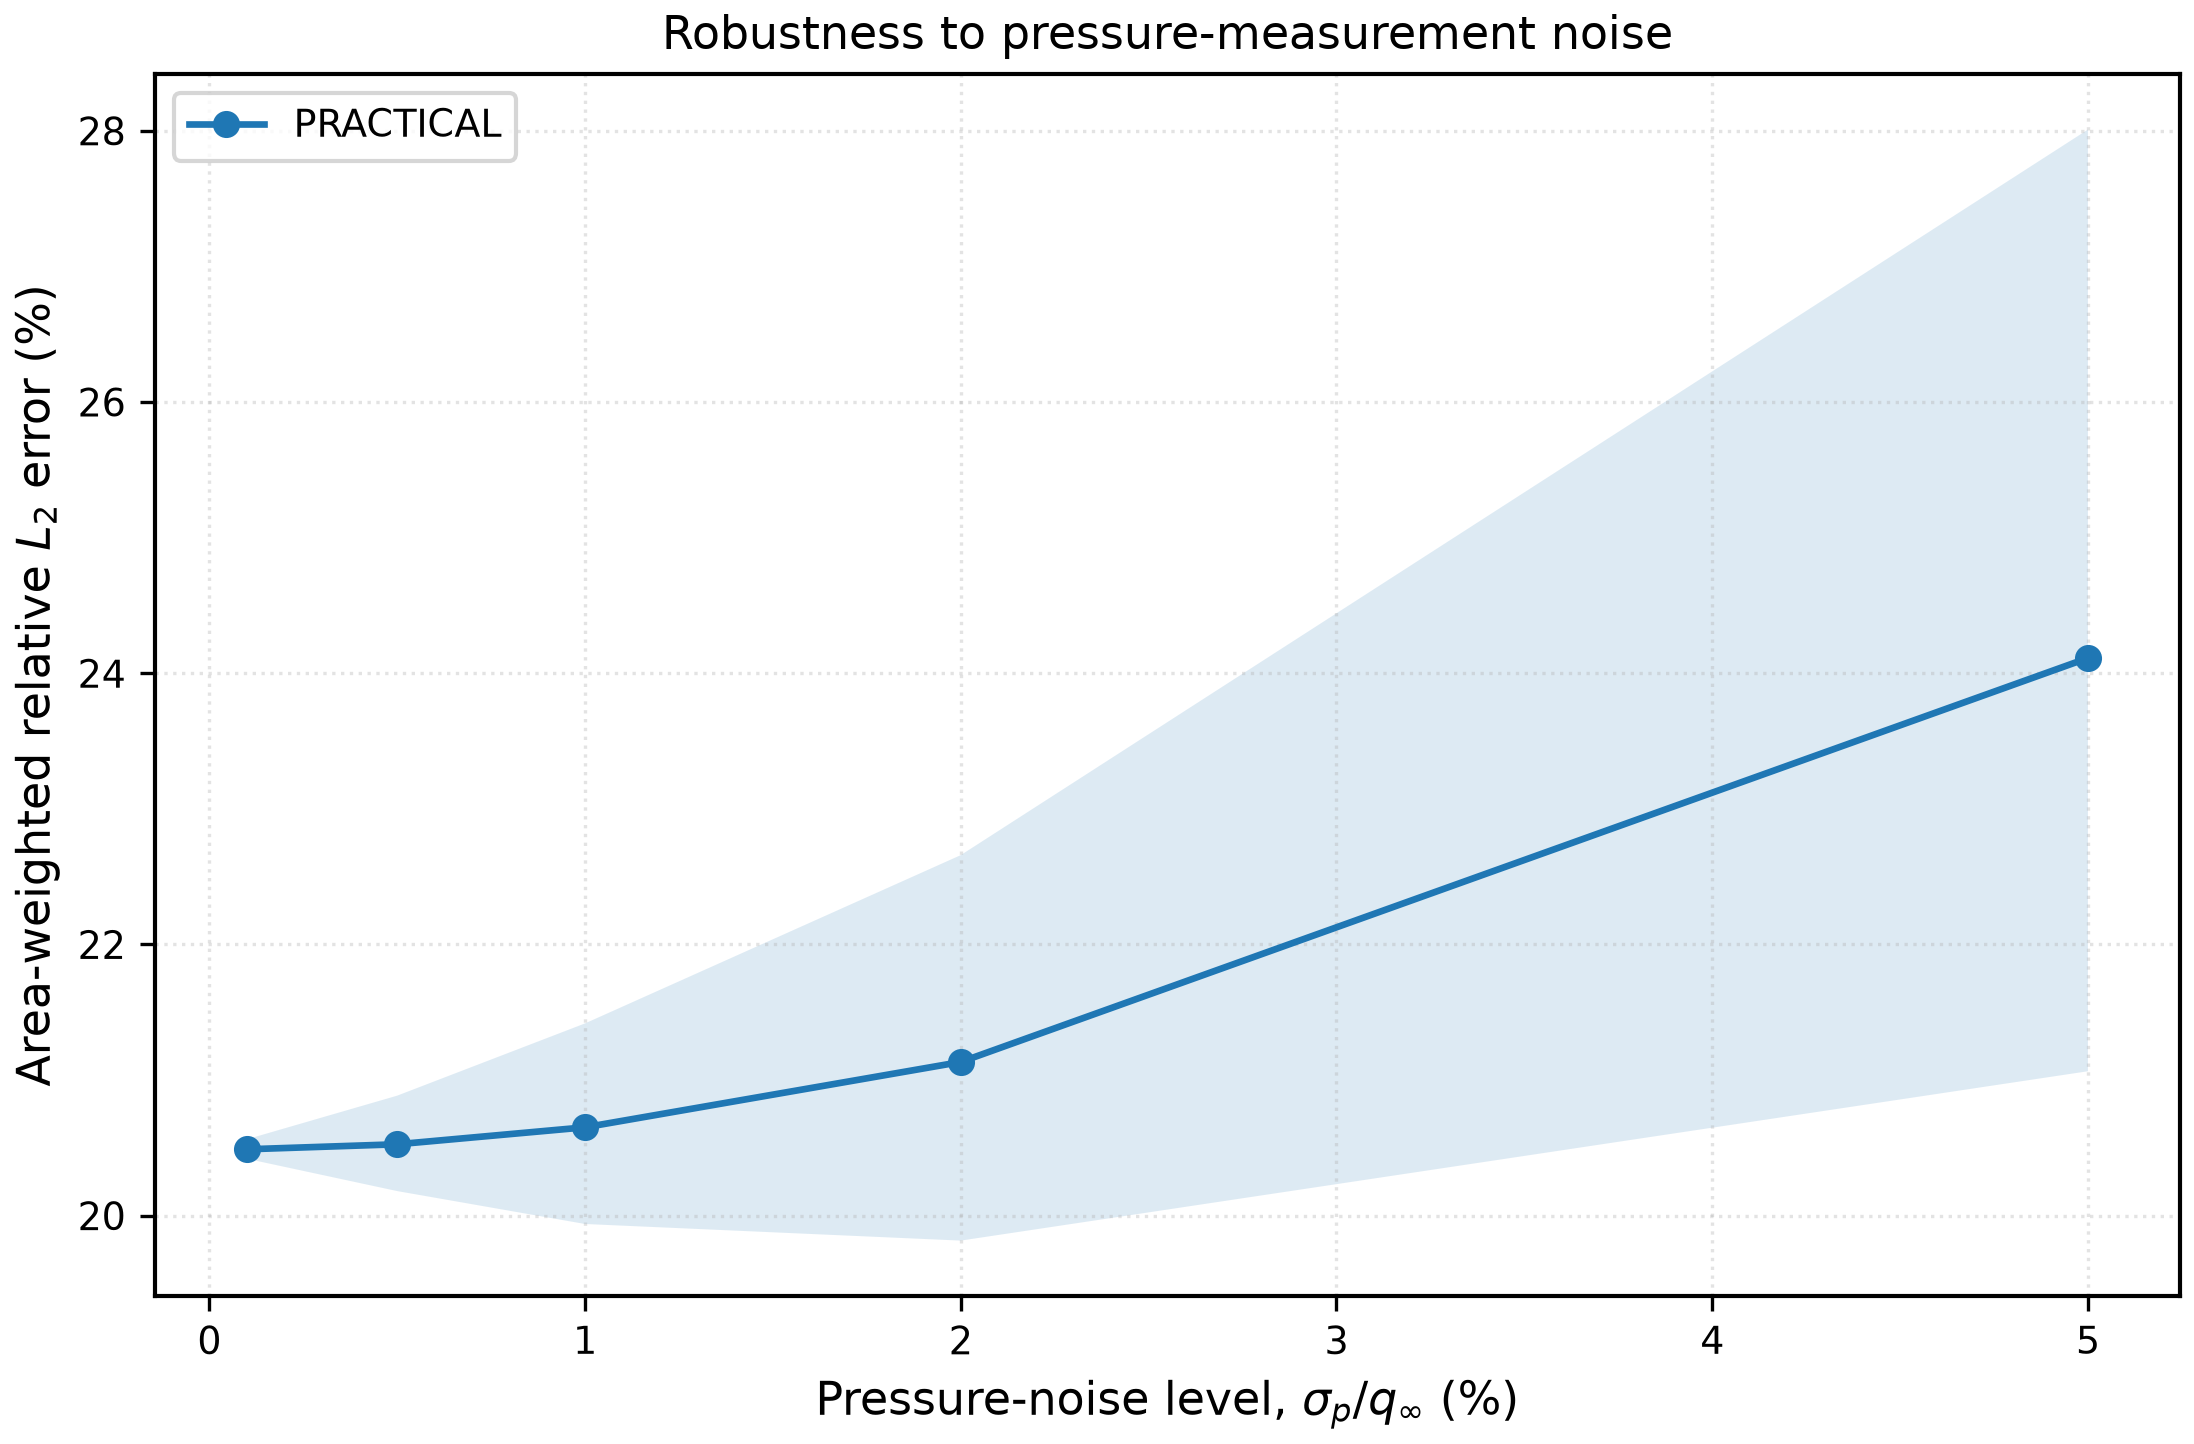 Robustness to pressure-measurement noise
PRACTICAL
28
26
24
22
20
Area-weighted relative L₂ error (%)
0 1 2 3 4 5
Pressure-noise level, σₚ/q∞ (%)